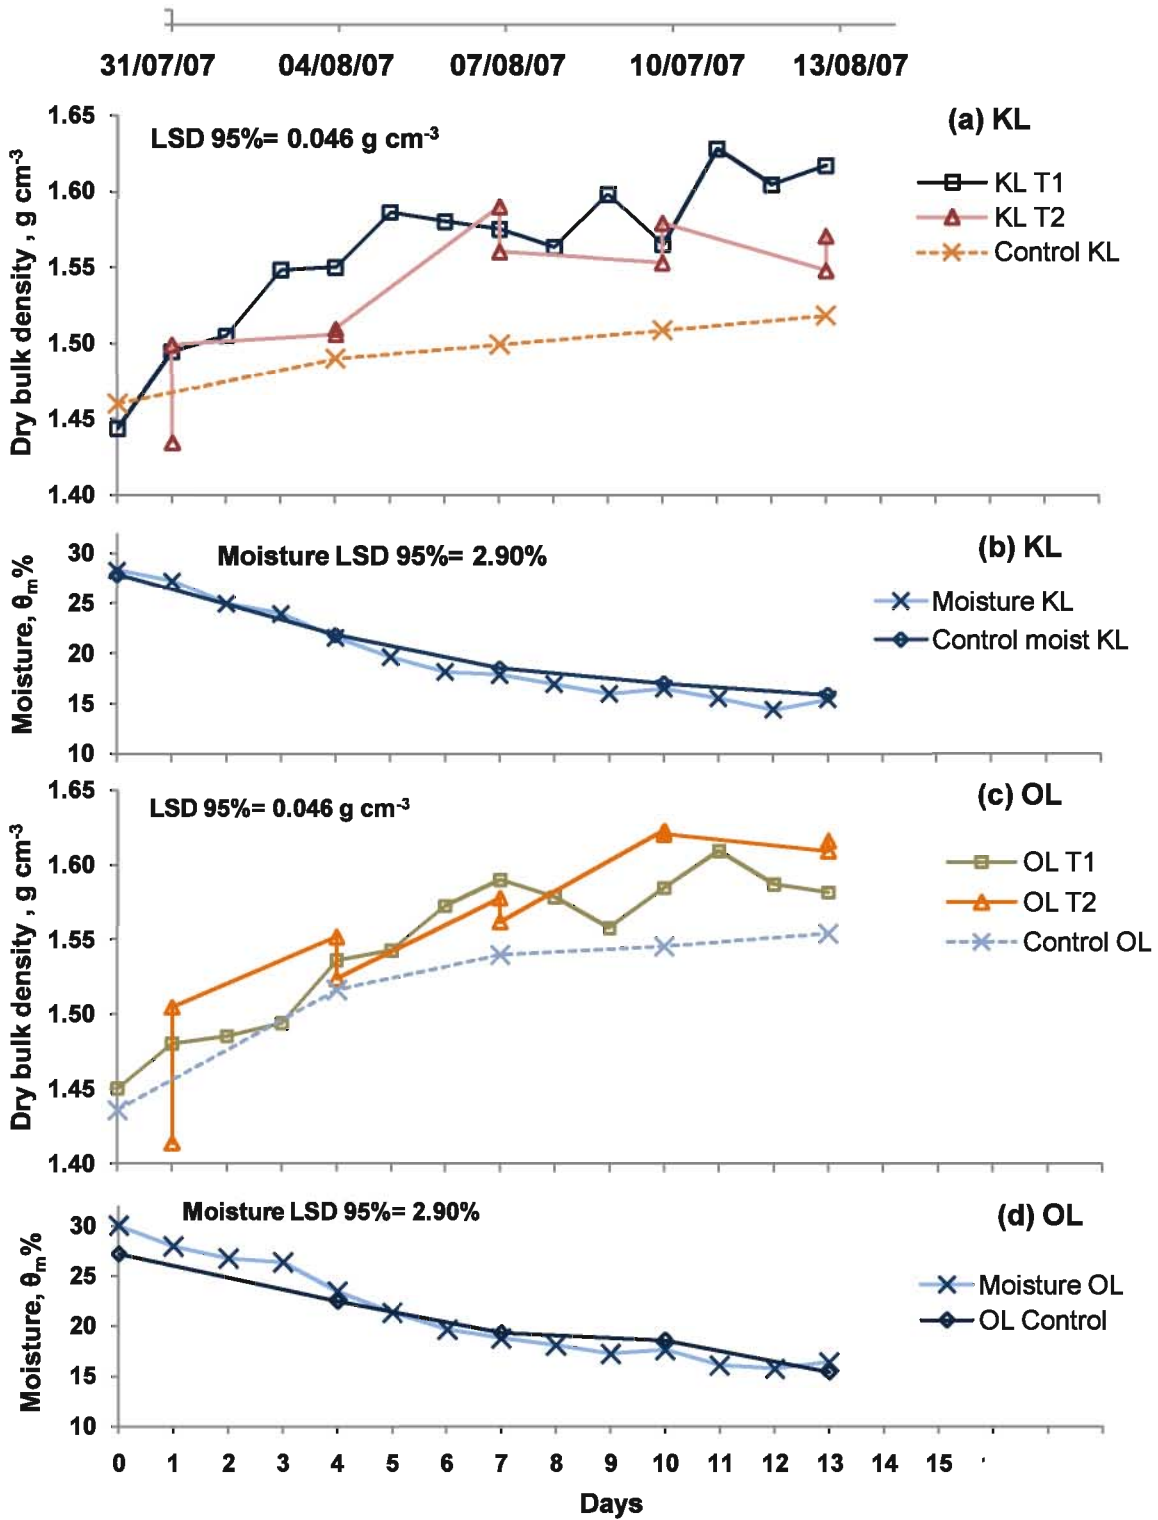 31/07/07 04/08/07 07/08/07 10/07/07 13/08/07
(a) KL
LSD 95%= 0.046 g cm-3
Dry bulk density , g cm-3
1.65
1.60
1.55
1.50
1.45
1.40
KL T1
KL T2
Control KL
(b) KL
Moisture LSD 95%= 2.90%
Moisture, θm%
30
25
20
15
10
Moisture KL
Control moist KL
(c) OL
LSD 95%= 0.046 g cm-3
Dry bulk density , g cm-3
1.65
1.60
1.55
1.50
1.45
1.40
OL T1
OL T2
Control OL
(d) OL
Moisture LSD 95%= 2.90%
Moisture, θm%
30
25
20
15
10
Moisture OL
OL Control
0 1 2 3 4 5 6 7 8 9 10 11 12 13 14 15
Days